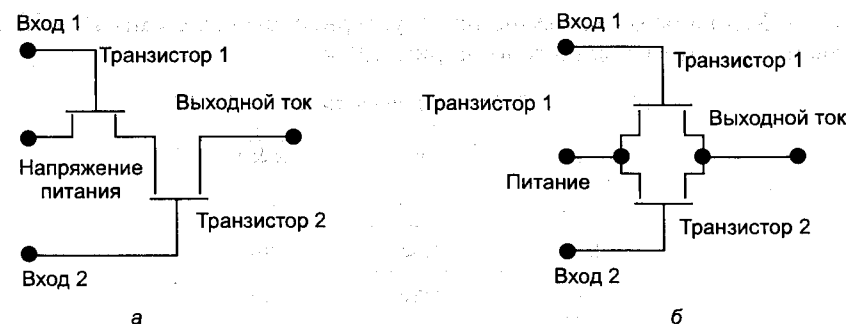 Вход 1
Транзистор 1
Выходной ток
Напряжение
питания
Транзистор 2
Вход 2
а
Вход 1
Транзистор 1
Транзистор 1
Выходной ток
Питание
Транзистор 2
Вход 2
б